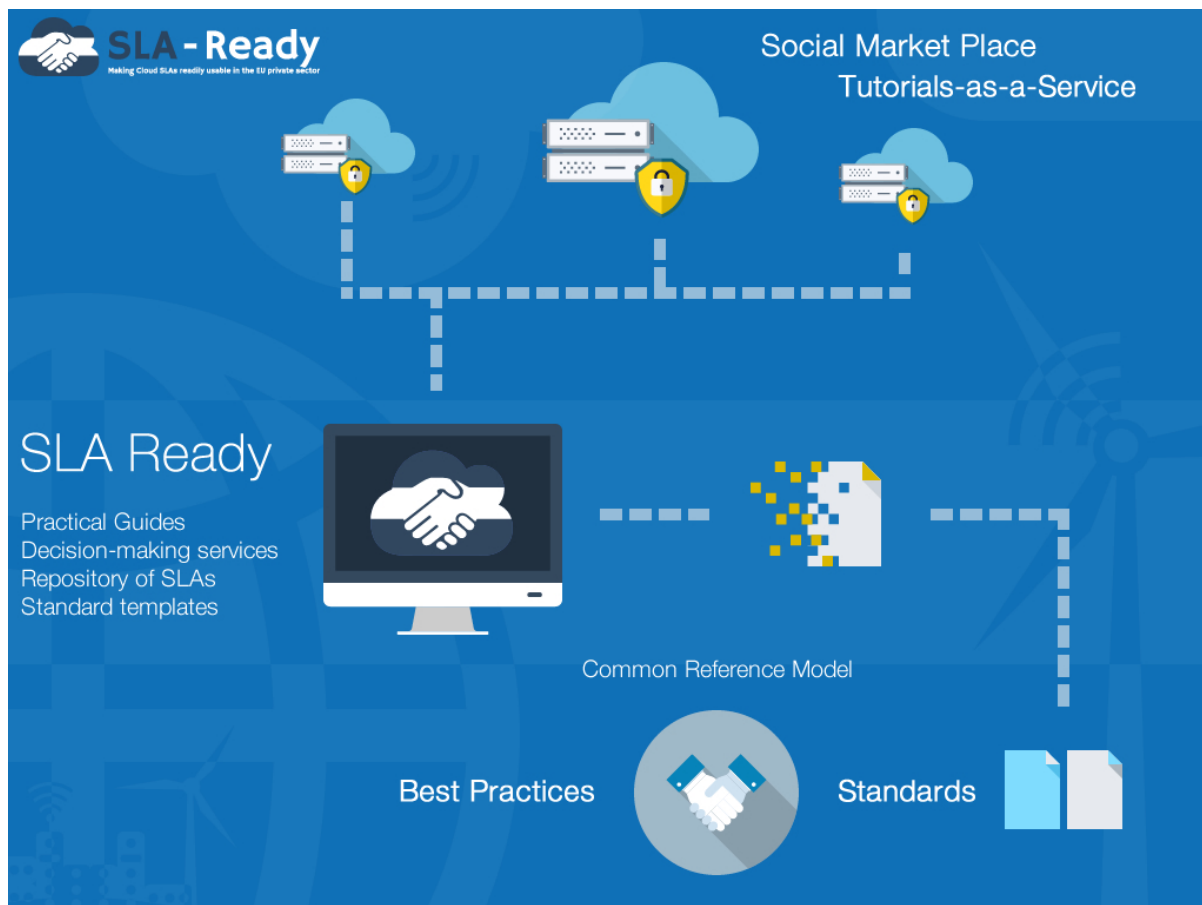 SLA-Ready
Making Cloud SLAs readily usable in the EU private sector
Social Market Place
Tutorials-as-a-Service
SLA Ready
Practical Guides
Decision-making services
Repository of SLAs
Standard templates
Common Reference Model
Best Practices
Standards